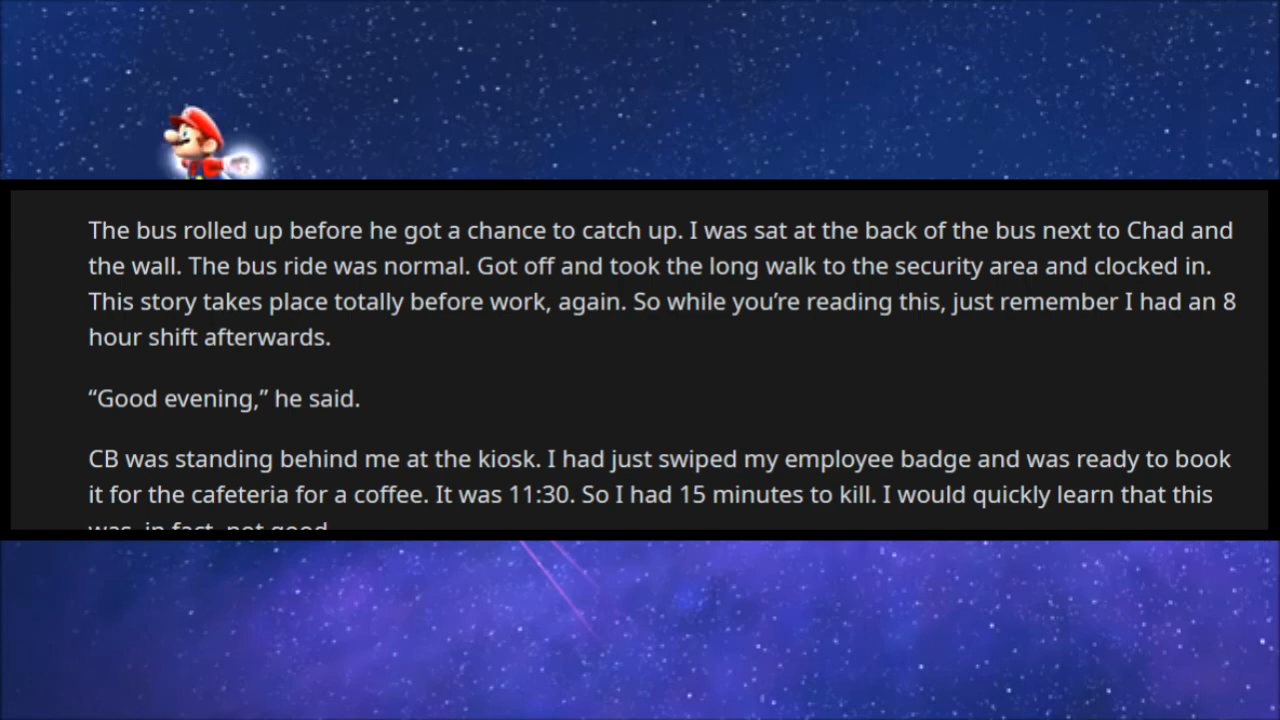 The bus rolled up before he got a chance to catch up. I was sat at the back of the bus next to Chad and
the wall. The bus ride was normal. Got off and took the long walk to the security area and clocked in.
This story takes place totally before work, again. So while you’re reading this, just remember I had an 8
hour shift afterwards.
“Good evening,” he said.
CB was standing behind me at the kiosk. I had just swiped my employee badge and was ready to book
it for the cafeteria for a coffee. It was 11:30. So I had 15 minutes to kill. I would quickly learn that this
was, in fact, not good.